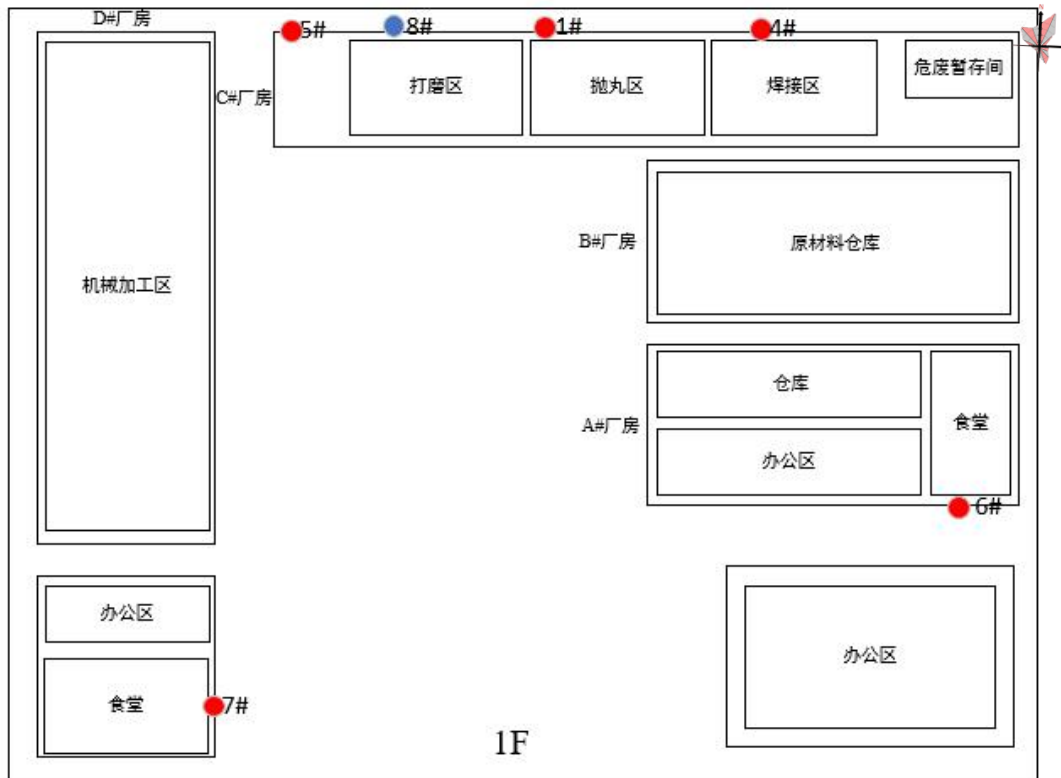 D#厂房
5#
8#
1#
4#
打磨区
抛丸区
焊接区
危废暂存间
C#厂房
B#厂房
原材料仓库
机械加工区
仓库
食堂
A#厂房
办公区
6#
办公区
办公区
食堂
7#
1F